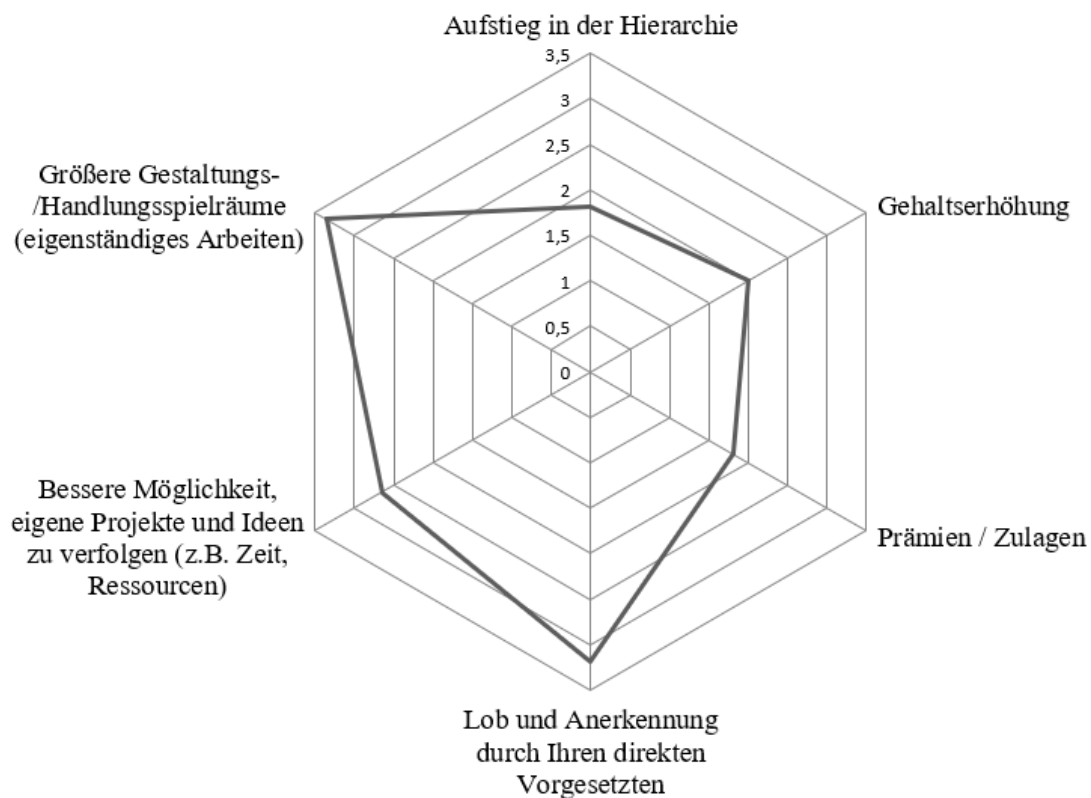 Aufstieg in der Hierarchie
3,5
3
2,5
2
1,5
1
0,5
0
Gehaltserhöhung
Prämien / Zulagen
Lob und Anerkennung
durch Ihren direkten
Vorgesetzten
Bessere Möglichkeit,
eigene Projekte und Ideen
zu verfolgen (z.B. Zeit,
Ressourcen)
Größere Gestaltungs-
/Handlungsspielräume
(eigenständiges Arbeiten)